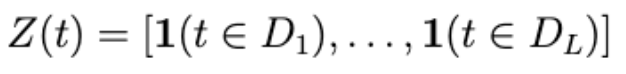 Z(t) = [1(t ∈ D₁), . . . , 1(t ∈ D_L)]